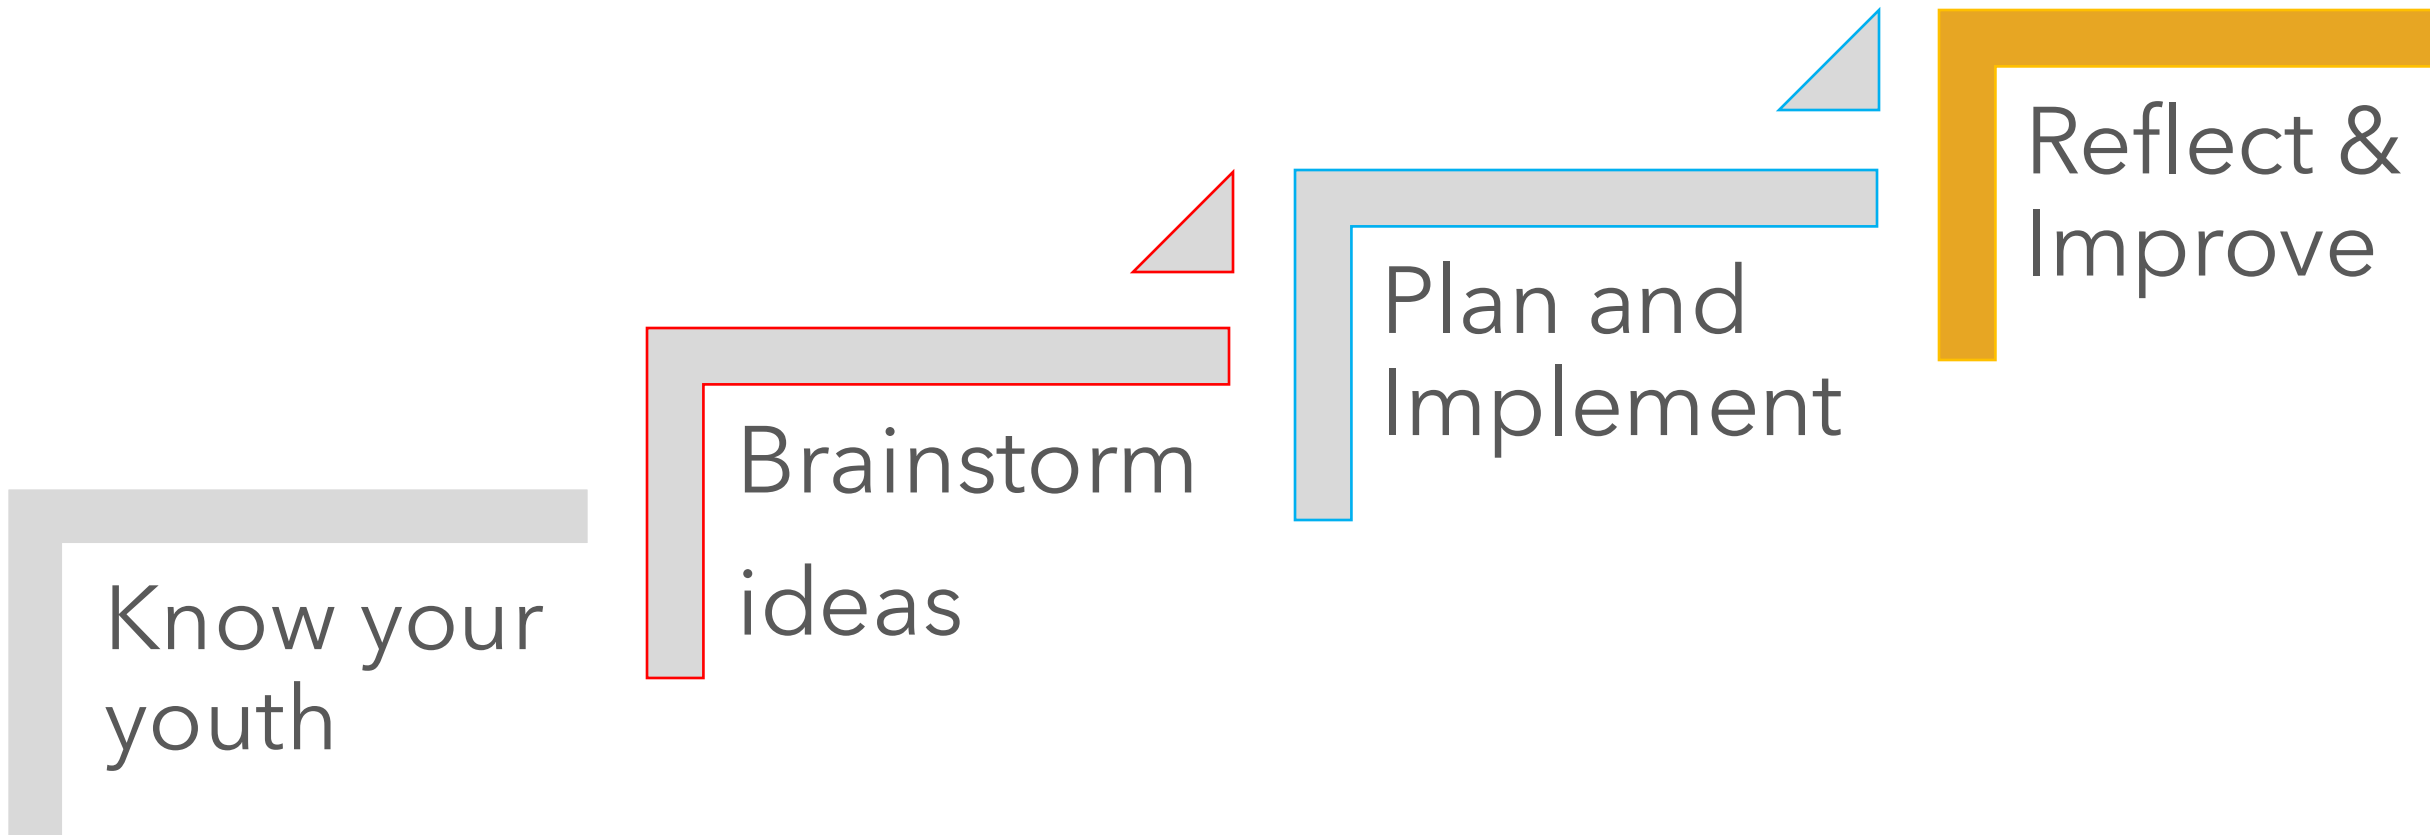 Know your
youth
Brainstorm
ideas
Plan and
Implement
Reflect &
Improve